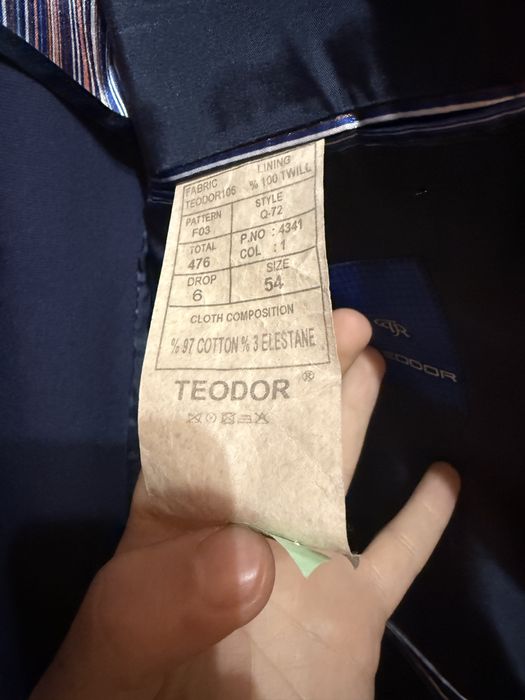 FABRIC
TEODOR106
LINING
% 100 TWILL
PATTERN
F03
STYLE
Q-72
TOTAL
476
P.NO : 4341
COL : 1
DROP
6
SIZE
54
CLOTH COMPOSITION
% 97 COTTON % 3 ELESTANE
TEODOR ®
TEODOR